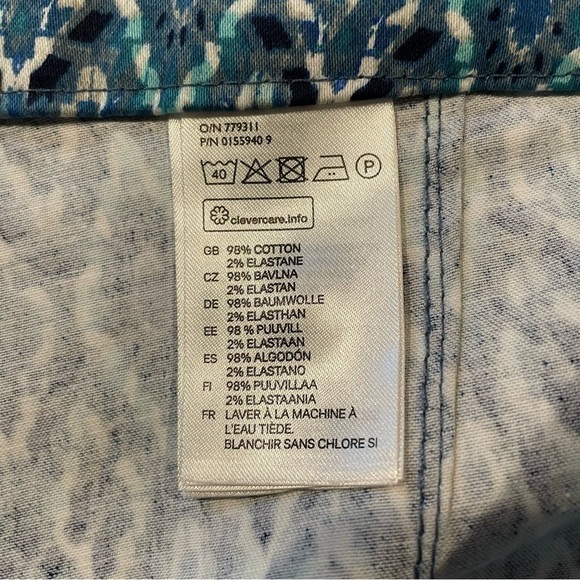 O/N 779311
P/N 0155940 9
40 P
clevercare.info
GB 98% COTTON
2% ELASTANE
CZ 98% BAVLNA
2% ELASTAN
DE 98% BAUMWOLLE
2% ELASTHAN
EE 98 % PUUVILL
2% ELASTAAN
ES 98% ALGODÓN
2% ELASTANO
FI 98% PUUVILLAA
2% ELASTAANIA
FR LAVER À LA MACHINE À
L'EAU TIÈDE.
BLANCHIR SANS CHLORE SI